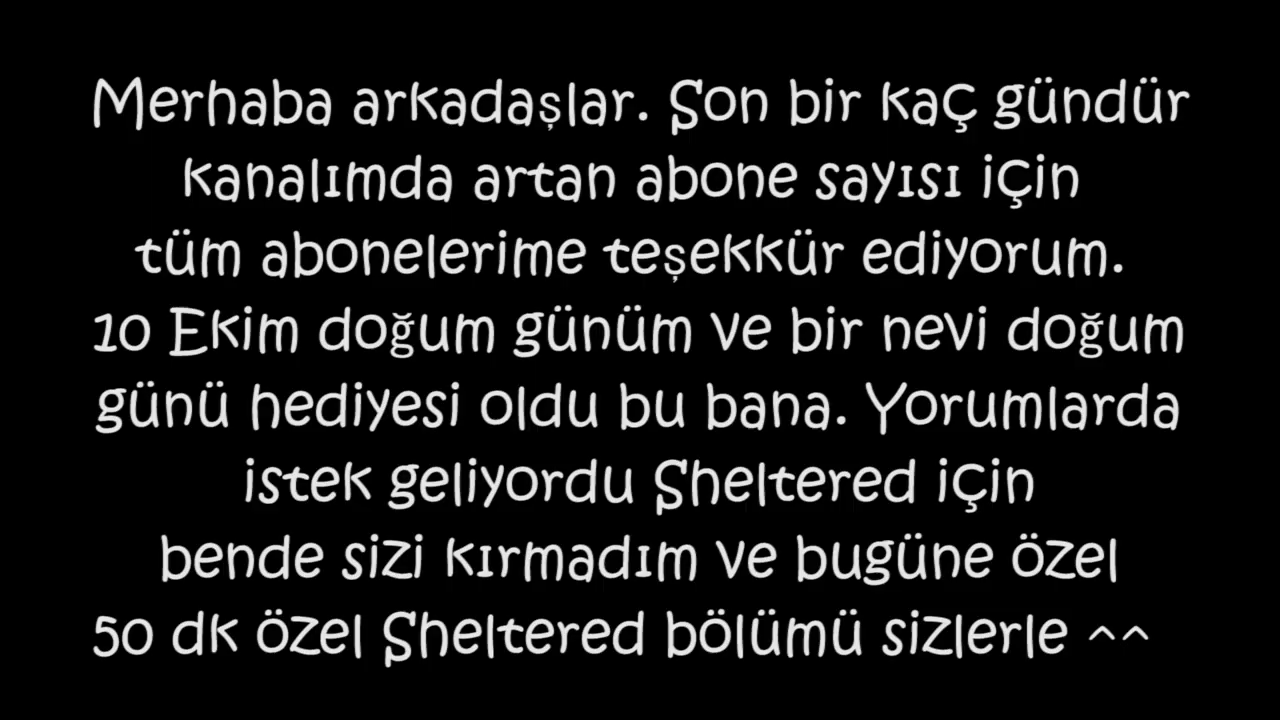 Merhaba arkadaşlar. Son bir kaç gündür
kanalımda artan abone sayısı için
tüm abonelerime teşekkür ediyorum.
10 Ekim doğum günüm ve bir nevi doğum
günü hediyesi oldu bu bana. Yorumlarda
istek geliyordu Sheltered için
bende sizi kırmadım ve bugüne özel
50 dk özel Sheltered bölümü sizlerle ^^